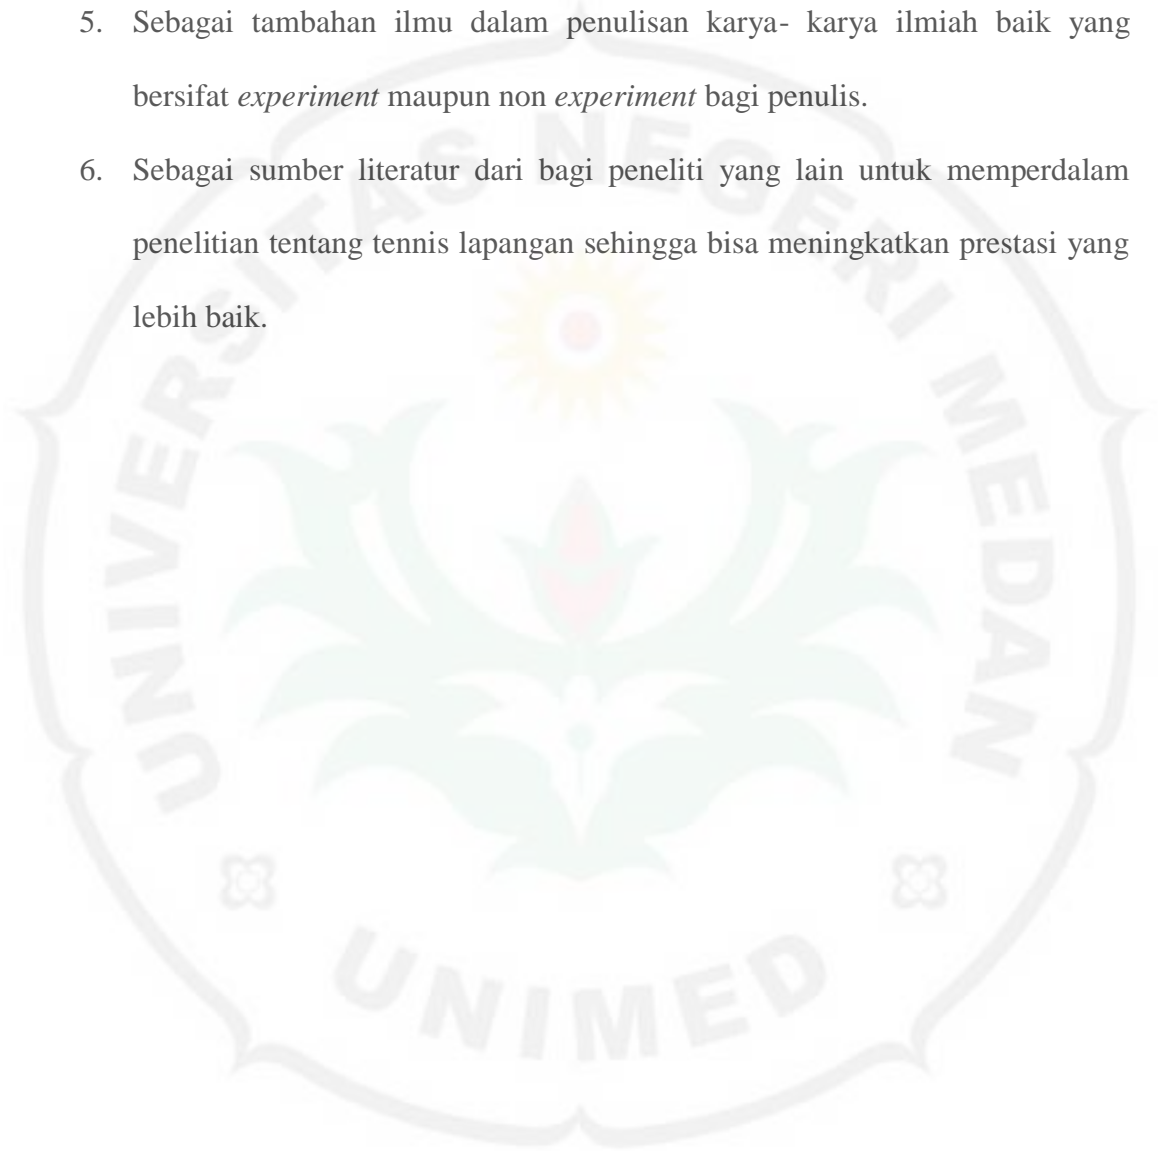 5. Sebagai tambahan ilmu dalam penulisan karya- karya ilmiah baik yang
bersifat experiment maupun non experiment bagi penulis.
6. Sebagai sumber literatur dari bagi peneliti yang lain untuk memperdalam
penelitian tentang tennis lapangan sehingga bisa meningkatkan prestasi yang
lebih baik.
UNIVERSITAS NEGERI MEDAN
UNIMED